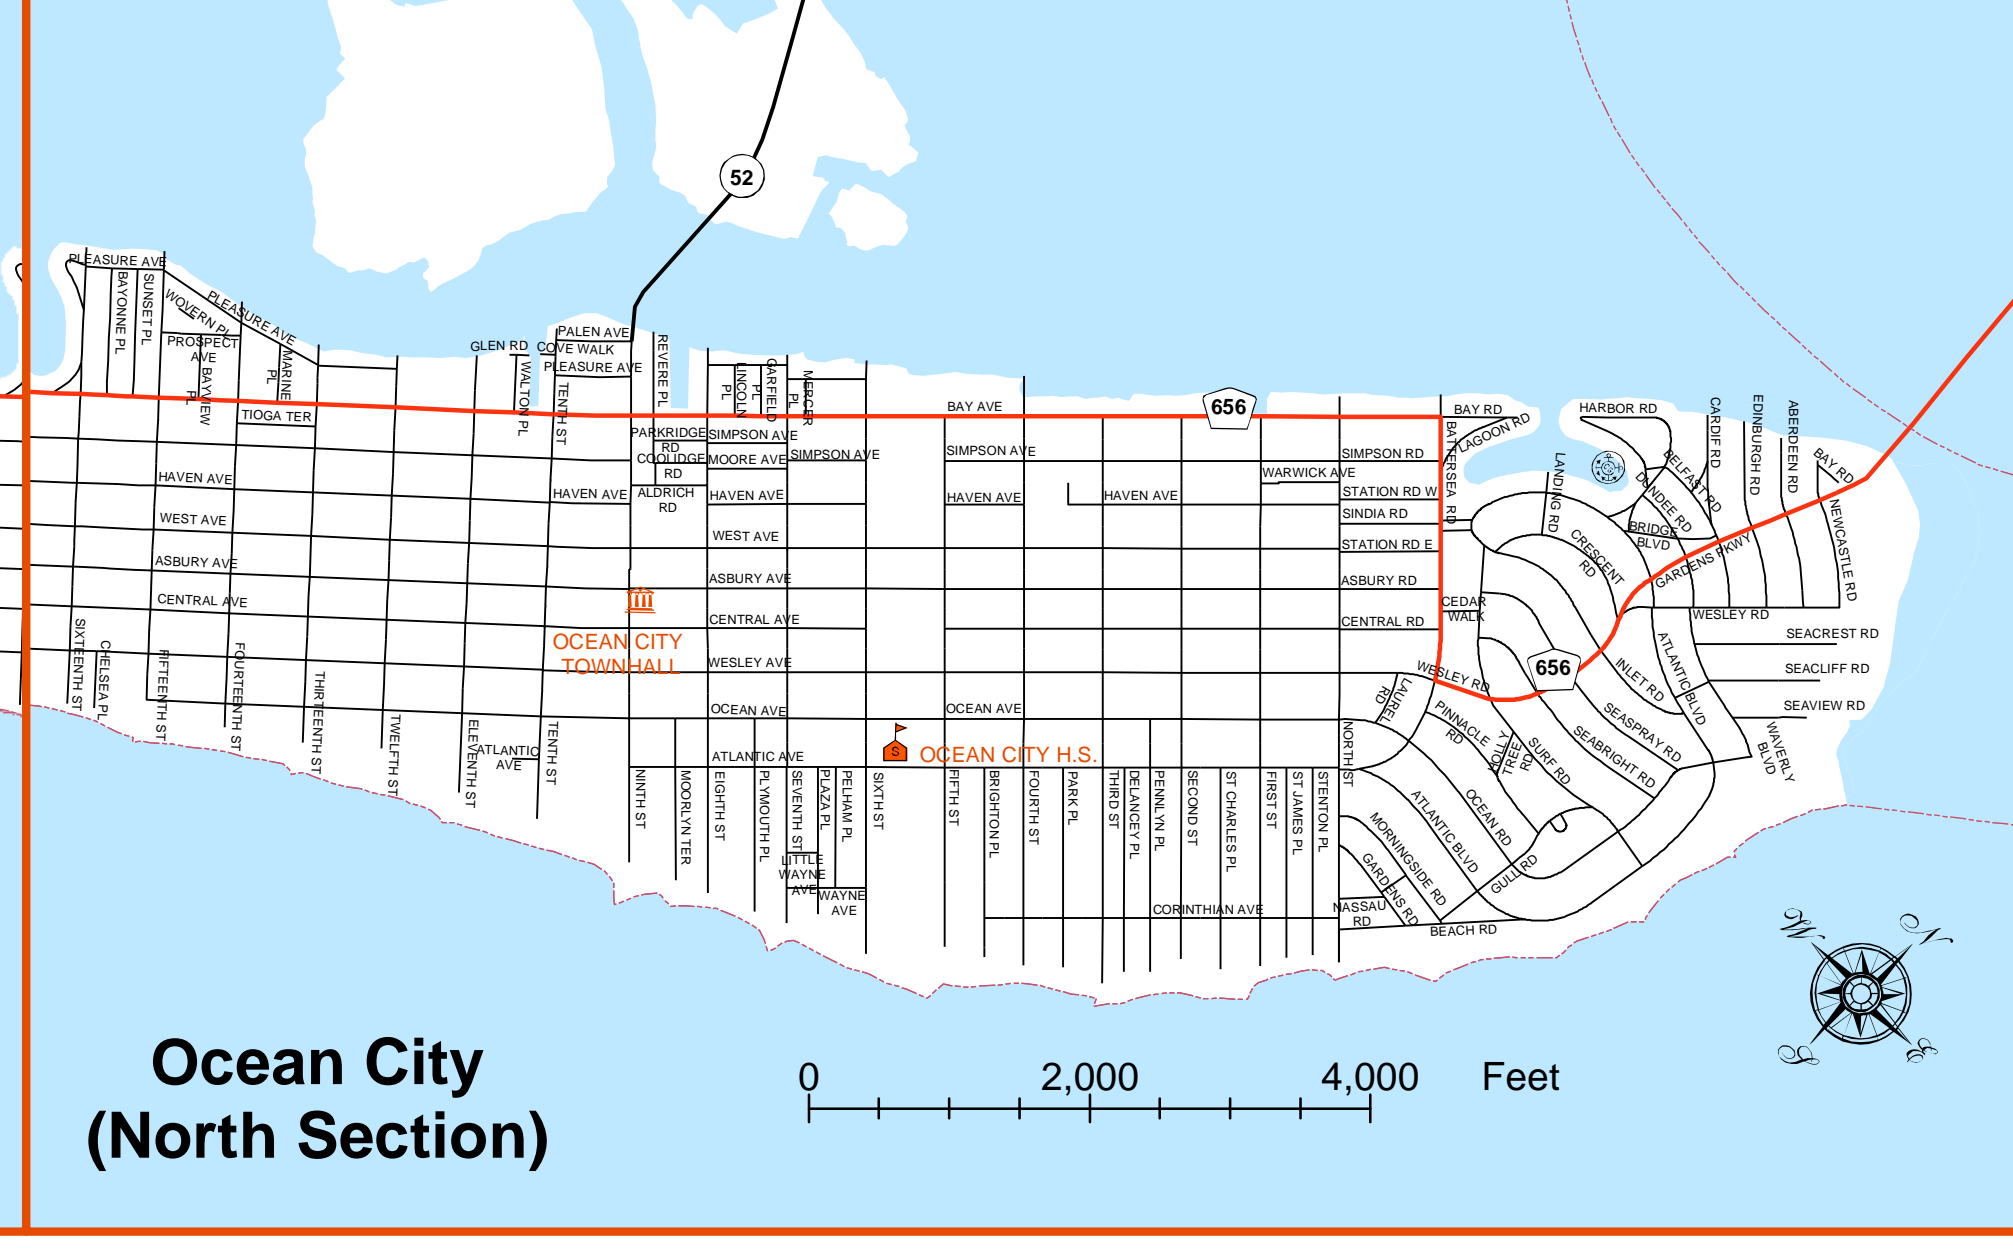 52
PLEASURE AVE
BAYONNE PL
SUNSET PL
WOVERN PL
PLEASURE AVE
PROSPECT
AVE
BAYVIEW
PL
MARINE
PL
TIOGA TER
GLEN RD
COVE WALK
PALEN AVE
PLEASURE AVE
WALTON PL
TENTH ST
REVERE PL
LINCOLN
PL
GARFIELD
PL
MERCER
PL
BAY AVE
656
BAY RD
LAGOON RD
HARBOR RD
BATTERSEA RD
PARKRIDGE
RD
SIMPSON AVE
COOLIDGE
RD
MOORE AVE
SIMPSON AVE
SIMPSON AVE
SIMPSON RD
WARWICK AVE
HAVEN AVE
HAVEN AVE
ALDRICH
RD
HAVEN AVE
HAVEN AVE
HAVEN AVE
STATION RD W
SINDIA RD
WEST AVE
WEST AVE
STATION RD E
ASBURY AVE
ASBURY AVE
ASBURY RD
CENTRAL AVE
CENTRAL AVE
CENTRAL RD
CEDAR
WALK
OCEAN CITY
TOWNHALL
WESLEY AVE
WESLEY RD
OCEAN AVE
OCEAN AVE
ATLANTIC AVE
OCEAN CITY H.S.
S
LANDING RD
CRESCENT
RD
BELFAST RD
DUNDEE RD
BRIDGE
BLVD
CARDIF RD
EDINBURGH RD
ABERDEEN RD
BAY RD
NEWCASTLE RD
GARDENS PKWY
WESLEY RD
SEACREST RD
SEACLIFF RD
SEAVIEW RD
ATLANTIC BLVD
WAVERLY
BLVD
INLET RD
656
SEASPRAY RD
SEABRIGHT RD
SURF RD
HOLLY
TREE
RD
PINNACLE
RD
LAUREL
RD
OCEAN RD
ATLANTIC BLVD
MORNINGSIDE RD
GARDENS RD
GULL RD
NASSAU
RD
BEACH RD
CORINTHIAN AVE
SIXTEENTH ST
CHELSEA PL
FIFTEENTH ST
FOURTEENTH ST
THIRTEENTH ST
TWELFTH ST
ELEVENTH ST
ATLANTIC
AVE
TENTH ST
NINTH ST
MOORLYN TER
EIGHTH ST
PLYMOUTH PL
SEVENTH ST
PLAZA PL
PELHAM PL
SIXTH ST
LITTLE
WAYNE
AVE
WAYNE
AVE
FIFTH ST
BRIGHTON PL
FOURTH ST
PARK PL
THIRD ST
DELANCEY PL
PENNLYN PL
SECOND ST
ST CHARLES PL
FIRST ST
ST JAMES PL
STENTON PL
NORTH ST
N
W
E
S
Ocean City
(North Section)
0 2,000 4,000 Feet